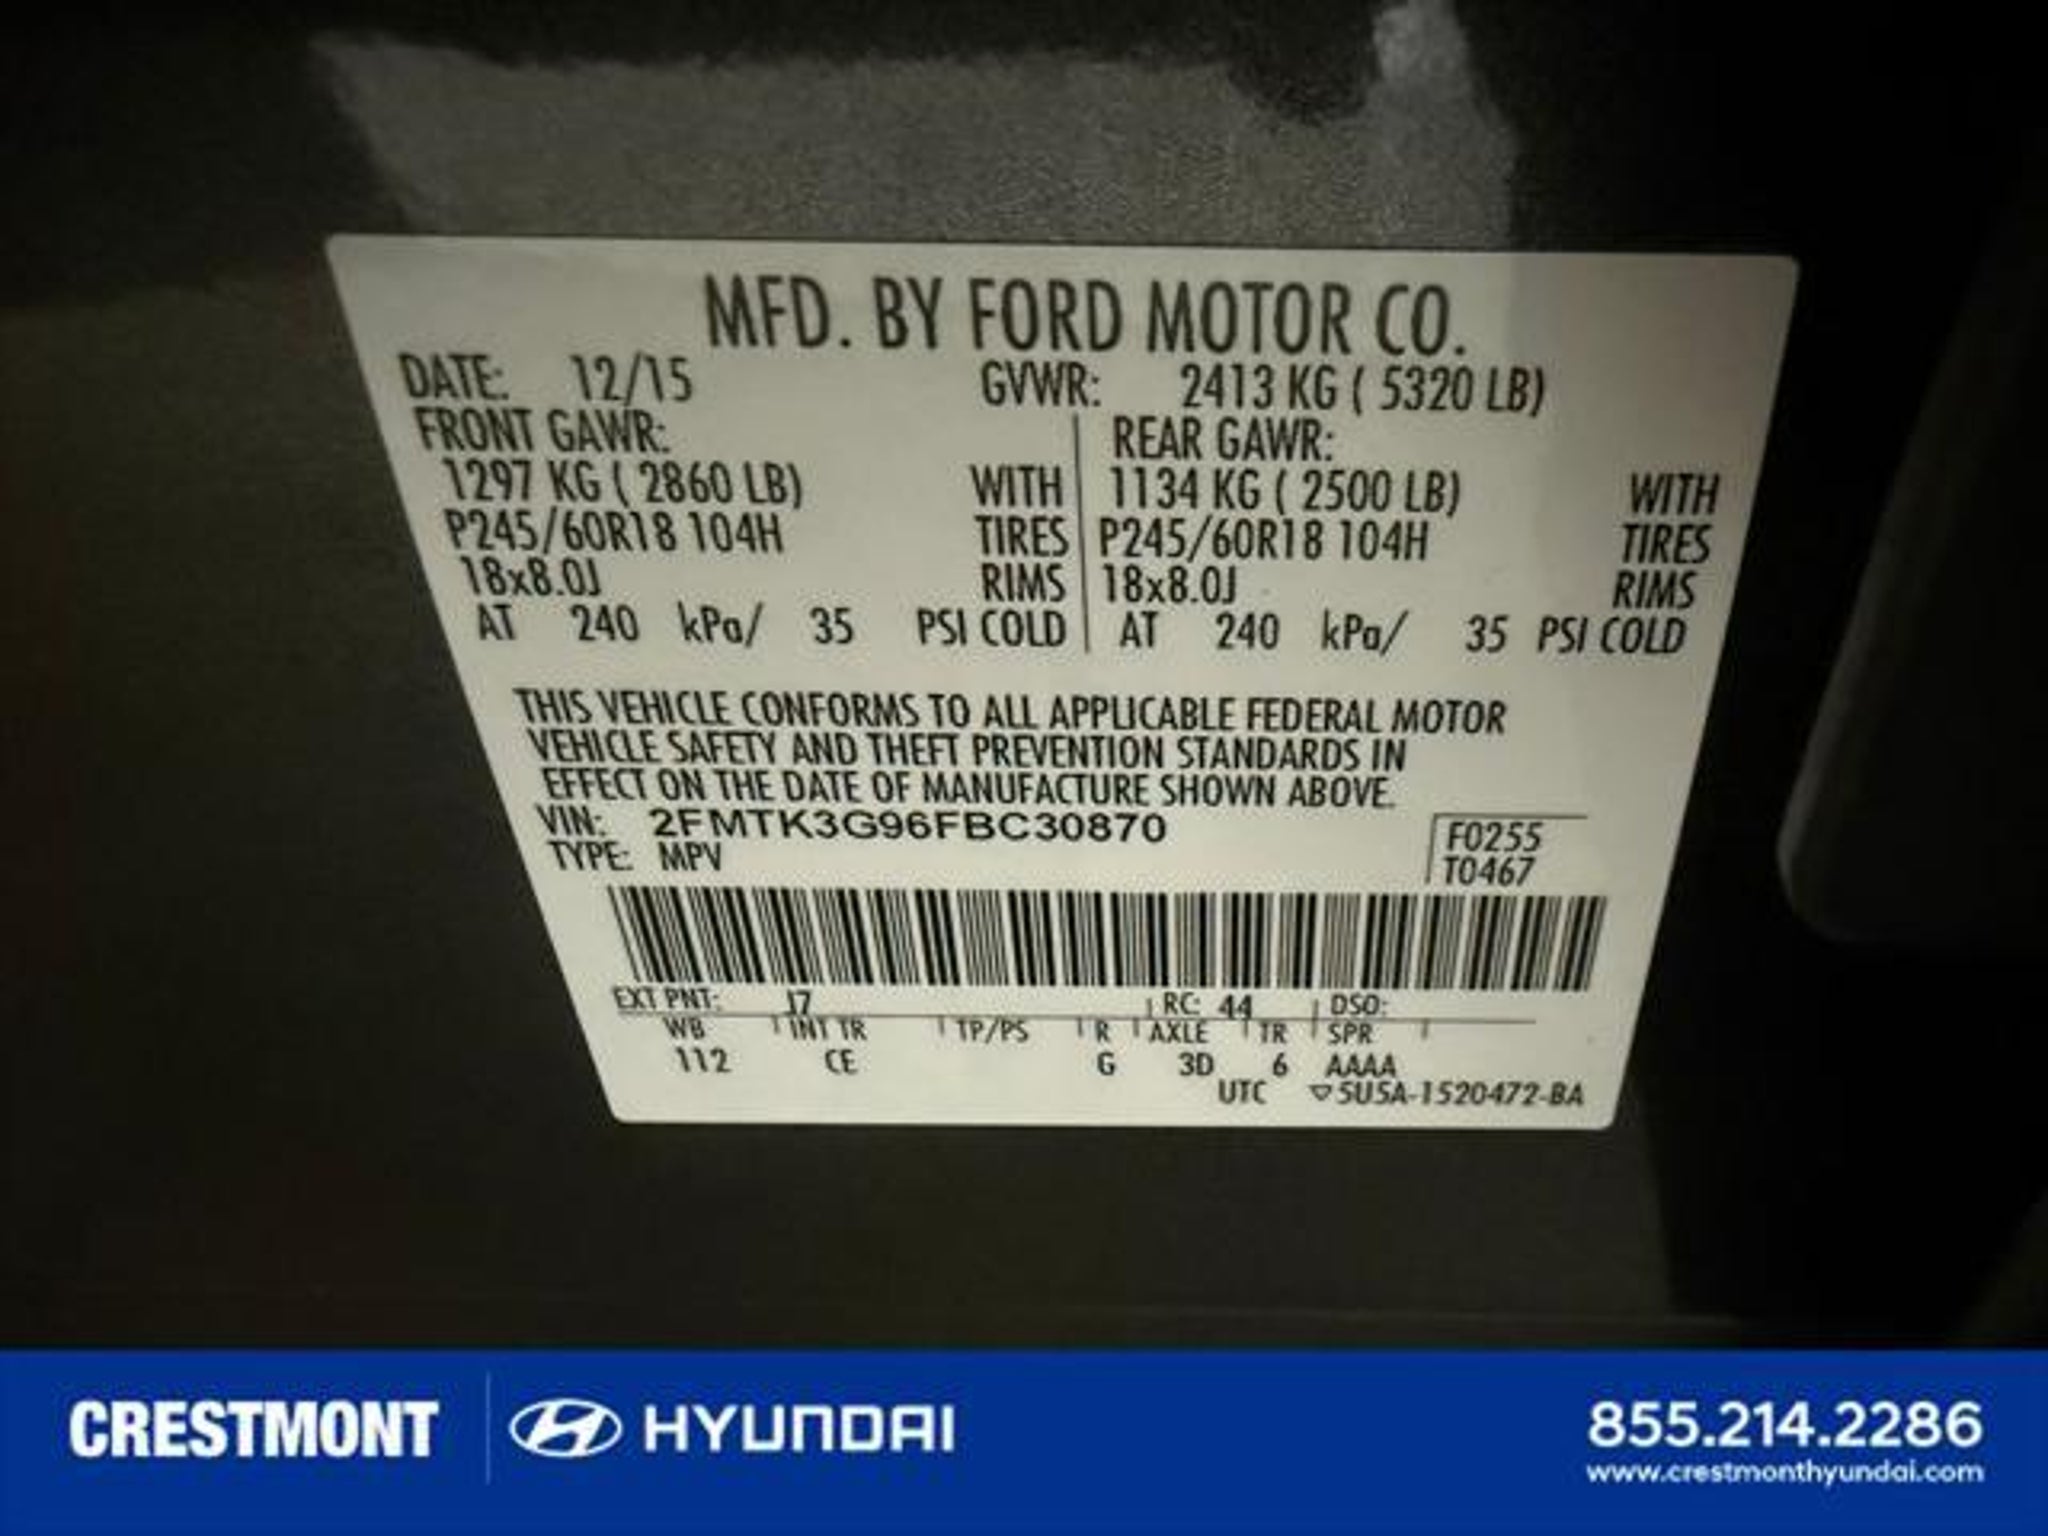 MFD. BY FORD MOTOR CO.
DATE: 12/15 GVWR: 2413 KG ( 5320 LB)
FRONT GAWR: REAR GAWR:
1297 KG ( 2860 LB) WITH 1134 KG ( 2500 LB) WITH
P245/60R18 104H TIRES P245/60R18 104H TIRES
18x8.0J RIMS 18x8.0J RIMS
AT 240 kPa/ 35 PSI COLD AT 240 kPa/ 35 PSI COLD
THIS VEHICLE CONFORMS TO ALL APPLICABLE FEDERAL MOTOR
VEHICLE SAFETY AND THEFT PREVENTION STANDARDS IN
EFFECT ON THE DATE OF MANUFACTURE SHOWN ABOVE.
VIN: 2FMTK3G96FBC30870 F0255
TYPE: MPV T0467
EXT PNT: J7 RC: 44 DSO:
WB INT TR TP/PS R AXLE TR SPR
112 CE G 3D 6 AAAA
UTC ▽5U5A-1520472-BA
CRESTMONT HYUNDAI 855.214.2286
www.crestmonthyundai.com